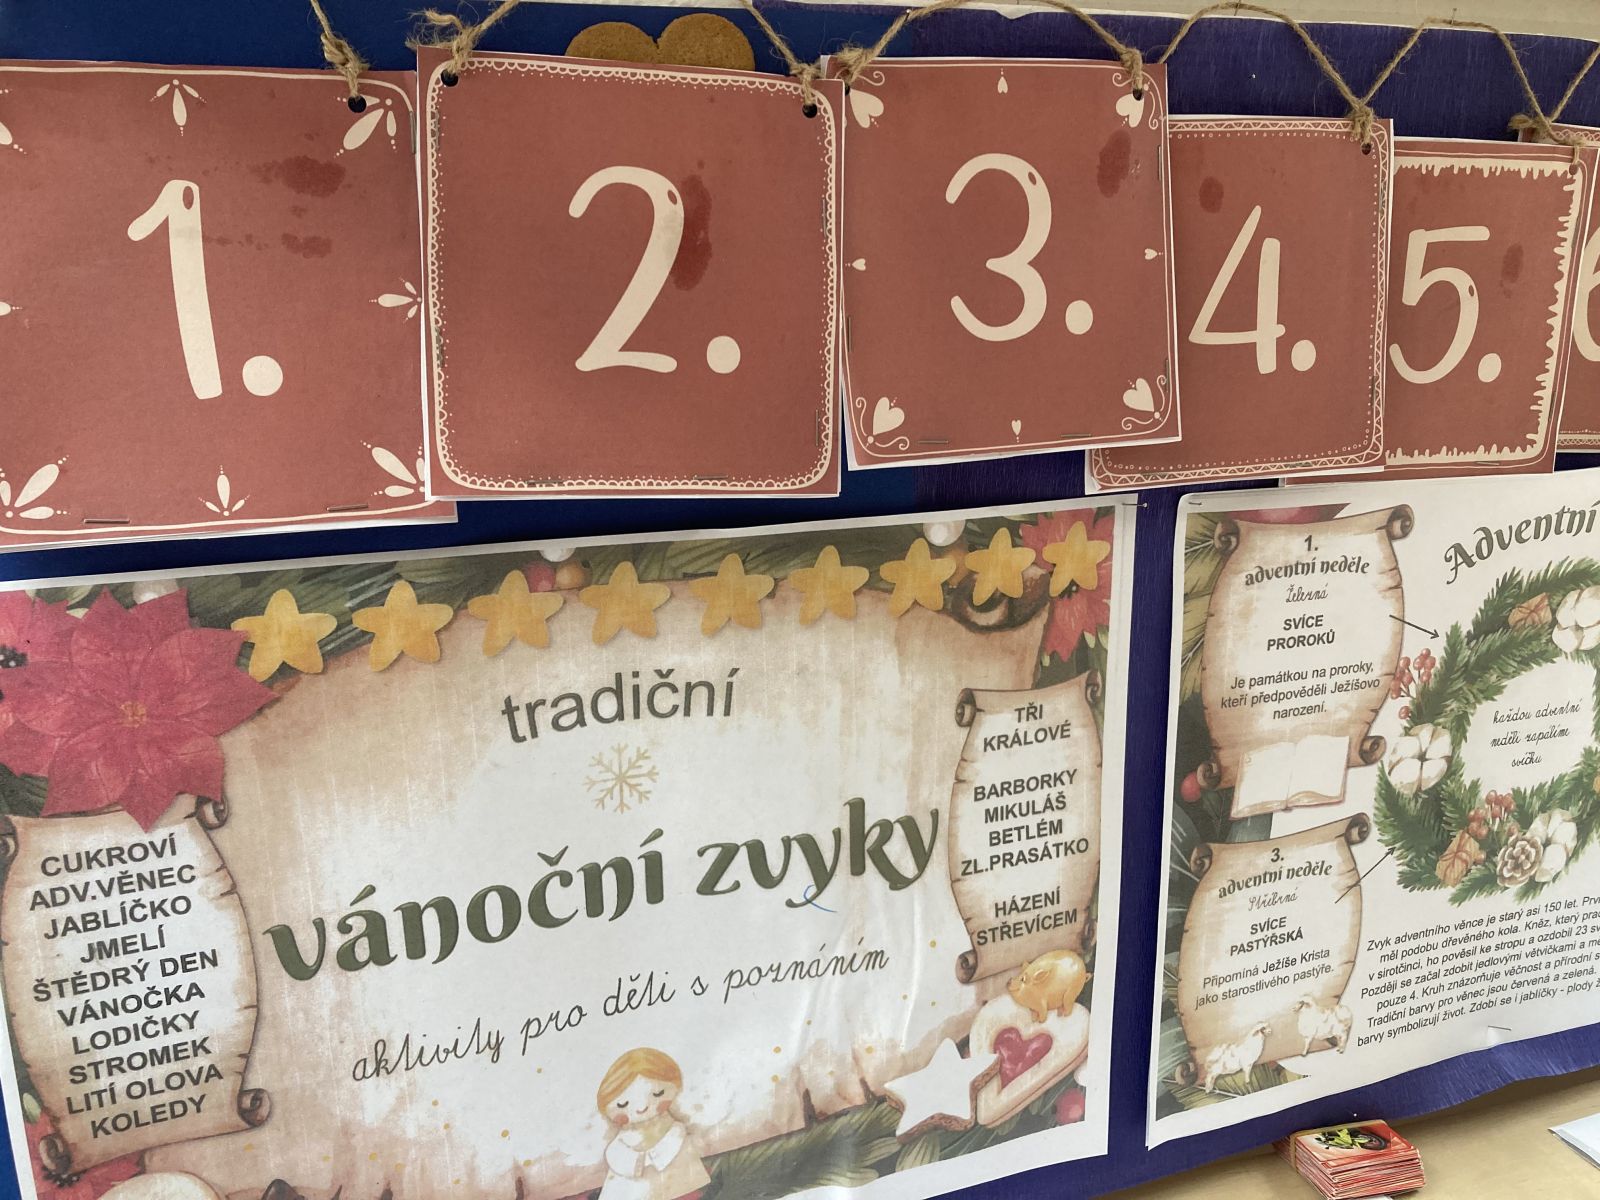 1.
2.
3.
4.
5.
tradiční
vánoční zvyky
aktivity pro děti s poznáním
CUKROVÍ
ADV.VĚNEC
JABLÍČKO
JMELÍ
ŠTĚDRÝ DEN
VÁNOČKA
LODIČKY
STROMEK
LITÍ OLOVA
KOLEDY
TŘI
KRÁLOVÉ
BARBORKY
MIKULÁŠ
BETLÉM
ZL.PRASÁTKO
HÁZENÍ
STŘEVÍCEM
Adventní
1.
adventní neděle
Železná
SVÍCE
PROROKŮ
Je památkou na proroky,
kteří předpověděli Ježíšovo
narození.
každou adventní
neděli zapálíme
svíčku
3.
adventní neděle
Stříbrná
SVÍCE
PASTÝŘSKÁ
Připomíná Ježíše Krista
jako starostlivého pastýře.
Zvyk adventního věnce je starý asi 150 let.
měl podobu dřevěného kola. Kněz, který
v sirotčinci, ho pověsil ke stropu a ozdobil 23
Později se začal zdobit jedlovými větvičkami a
pouze 4. Kruh znázorňuje věčnost a přírodní
Tradiční barvy pro věnec jsou červená a zelená.
barvy symbolizují život. Zdobí se i jablíčky - plody